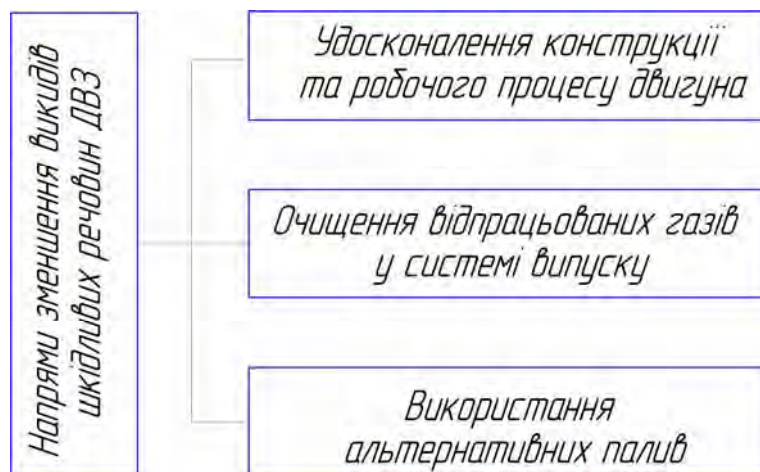 Напрями зменшення викидів
шкідливих речовин ДВЗ
Удосконалення конструкції
та робочого процесу двигуна
Очищення відпрацьованих газів
у системі випуску
Використання
альтернативних палив